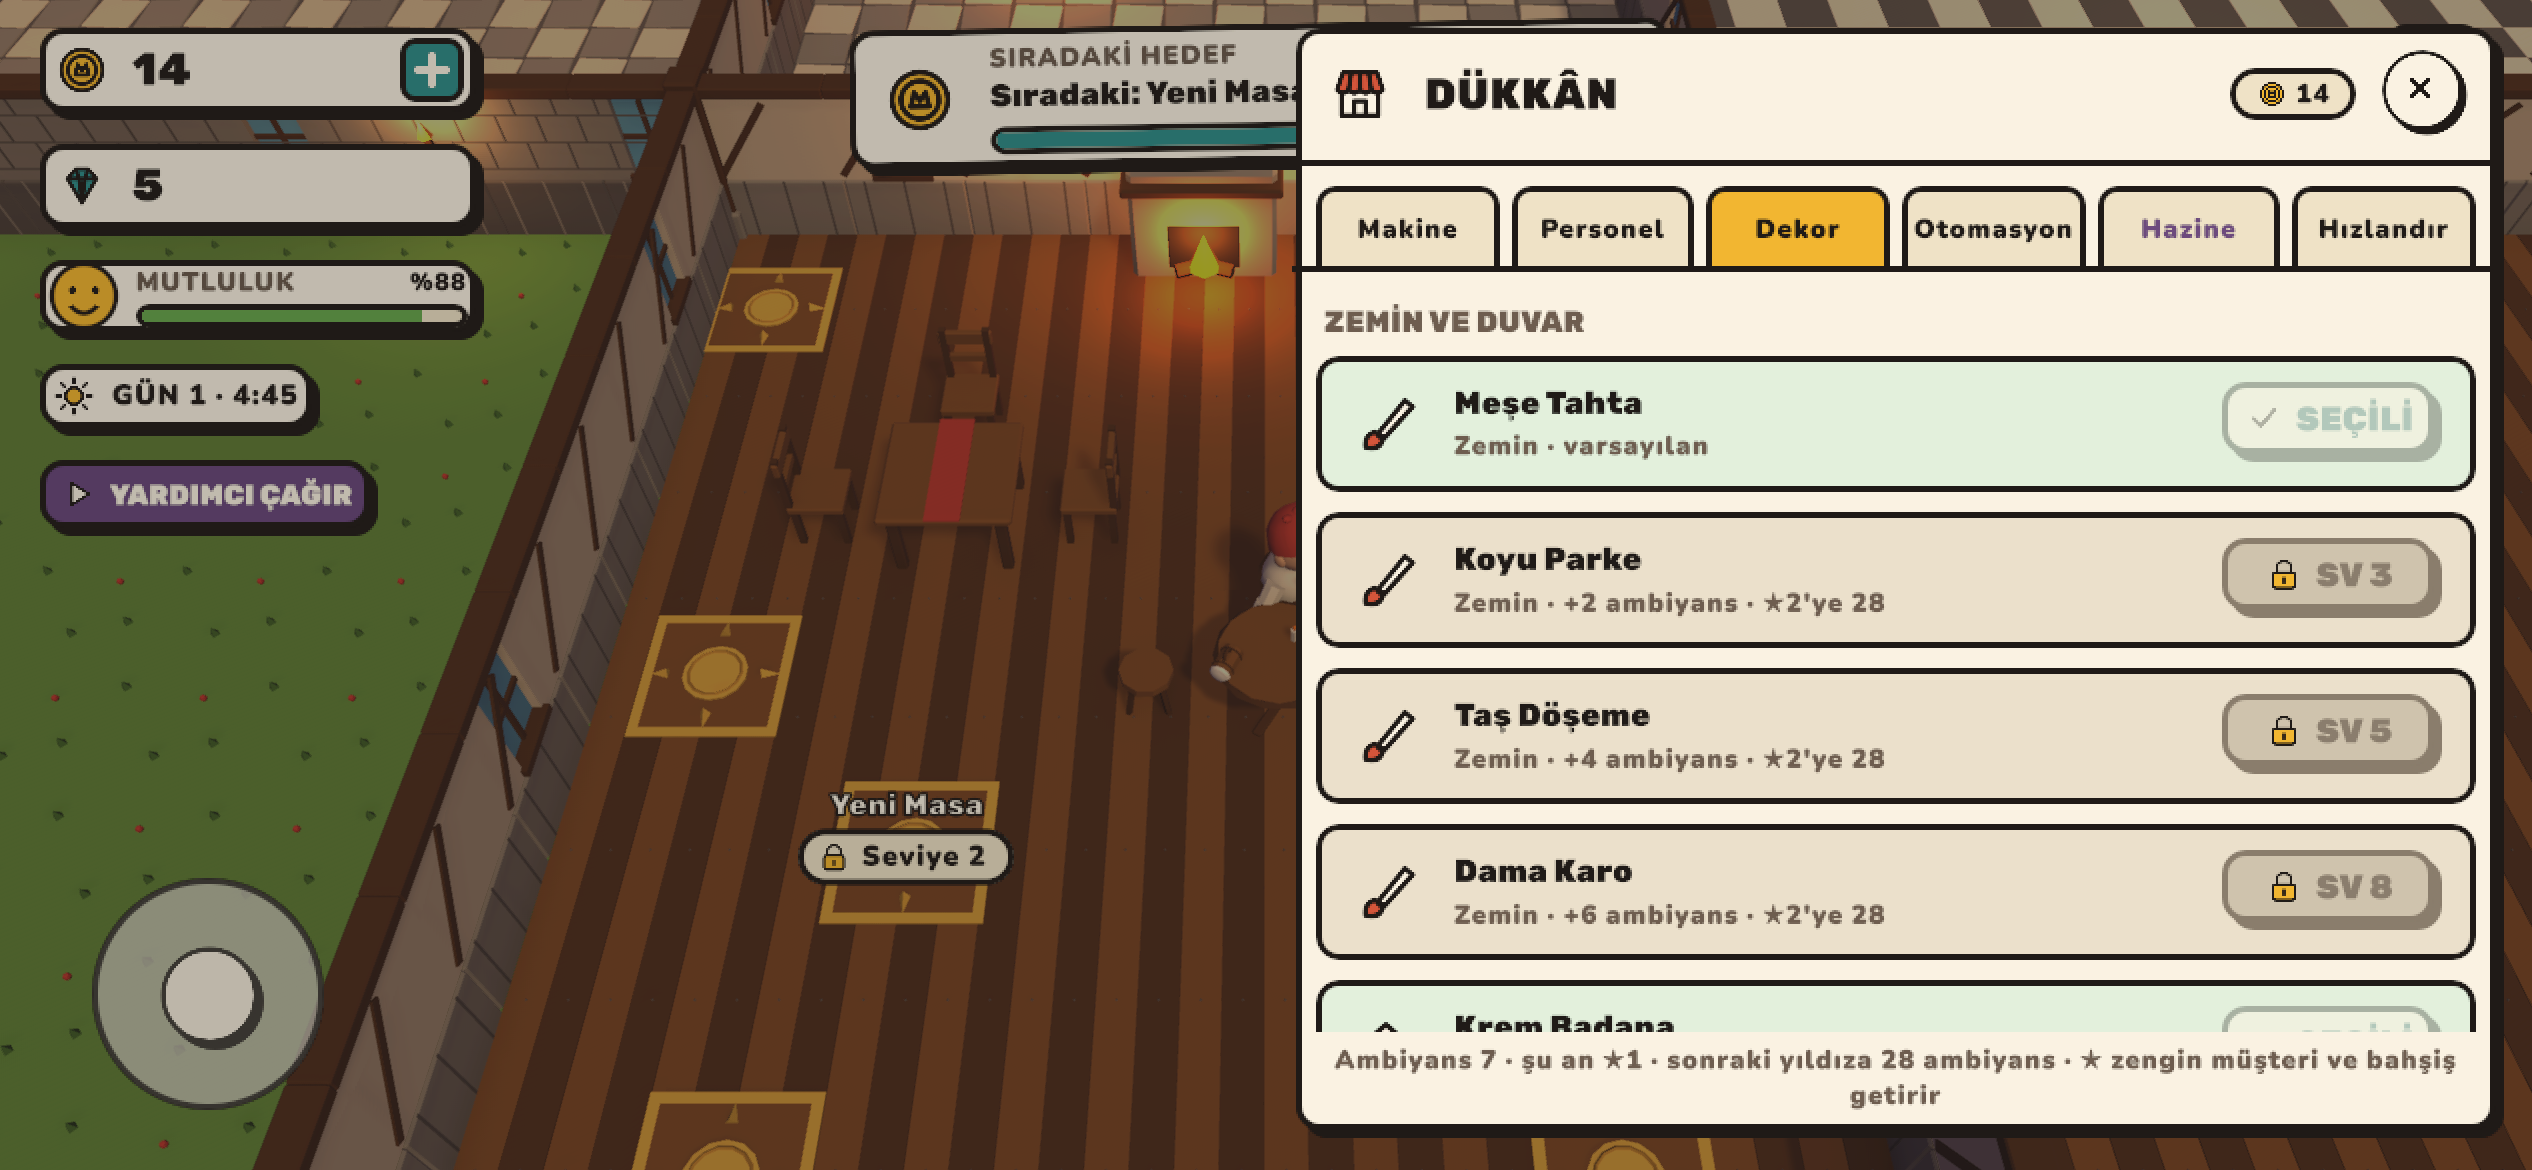 14
5
MUTLULUK %88
GÜN 1 · 4:45
YARDIMCI ÇAĞIR
SIRADAKİ HEDEF
Sıradaki: Yeni Masa
Yeni Masa
Seviye 2
DÜKKÂN
14
Makine Personel Dekor Otomasyon Hazine Hızlandır
ZEMİN VE DUVAR
Meşe Tahta
Zemin · varsayılan
SEÇİLİ
Koyu Parke
Zemin · +2 ambiyans · ★2'ye 28
SV 3
Taş Döşeme
Zemin · +4 ambiyans · ★2'ye 28
SV 5
Dama Karo
Zemin · +6 ambiyans · ★2'ye 28
SV 8
Krem Badana
SEÇİLİ
Ambiyans 7 · şu an ★1 · sonraki yıldıza 28 ambiyans · ★ zengin müşteri ve bahşiş
getirir